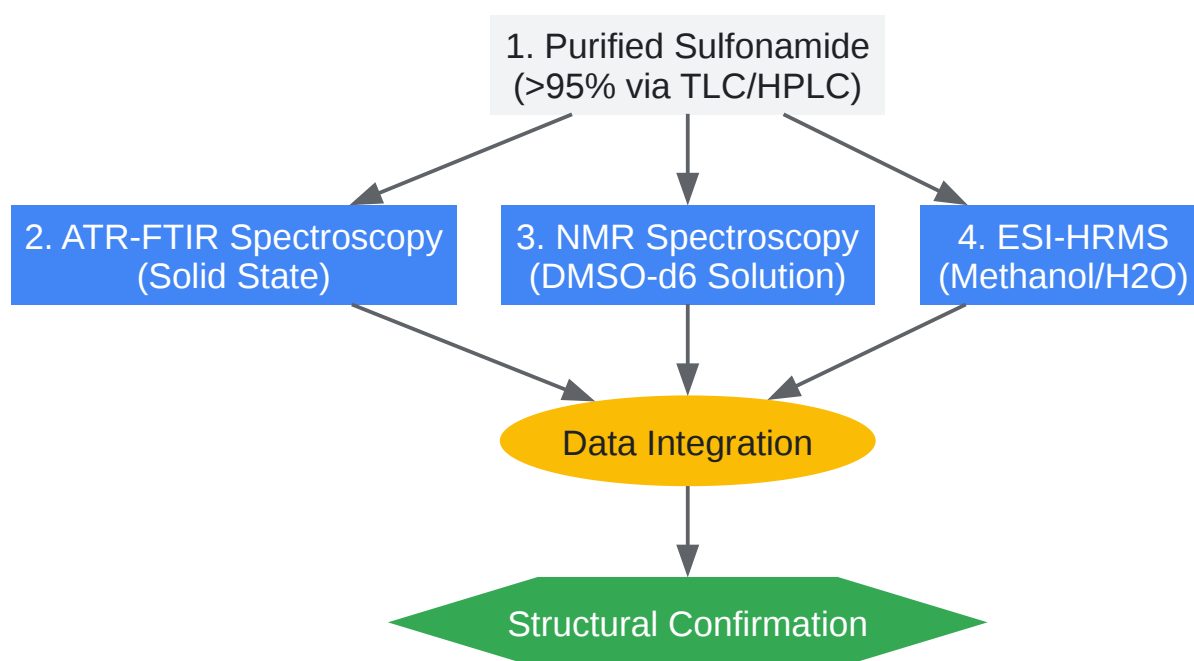 1. Purified Sulfonamide
(>95% via TLC/HPLC)
2. ATR-FTIR Spectroscopy
(Solid State)
3. NMR Spectroscopy
(DMSO-d6 Solution)
4. ESI-HRMS
(Methanol/H2O)
Data Integration
Structural Confirmation